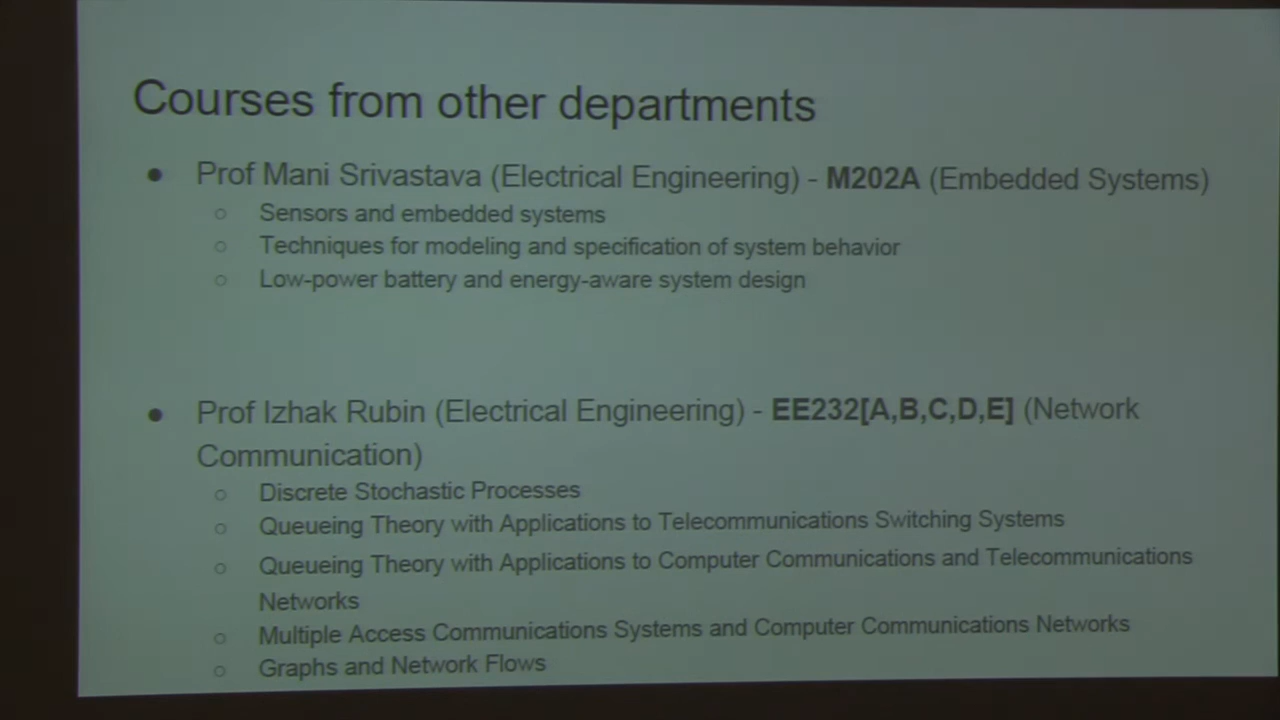 Courses from other departments
● Prof Mani Srivastava (Electrical Engineering) - M202A (Embedded Systems)
○ Sensors and embedded systems
○ Techniques for modeling and specification of system behavior
○ Low-power battery and energy-aware system design
● Prof Izhak Rubin (Electrical Engineering) - EE232[A,B,C,D,E] (Network
Communication)
○ Discrete Stochastic Processes
○ Queueing Theory with Applications to Telecommunications Switching Systems
○ Queueing Theory with Applications to Computer Communications and Telecommunications
Networks
○ Multiple Access Communications Systems and Computer Communications Networks
○ Graphs and Network Flows